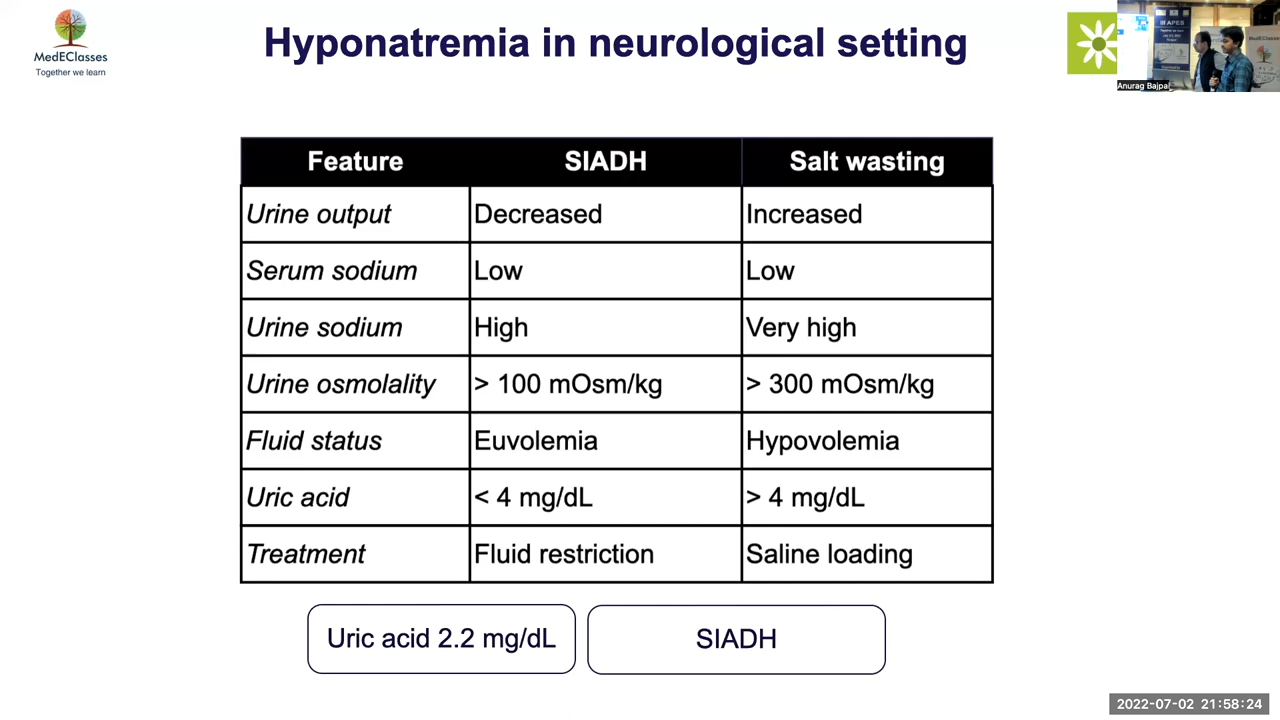 MedEClasses
Together we learn
Hyponatremia in neurological setting
III APES
Anurag Bajpai
Feature SIADH Salt wasting
Urine output Decreased Increased
Serum sodium Low Low
Urine sodium High Very high
Urine osmolality > 100 mOsm/kg > 300 mOsm/kg
Fluid status Euvolemia Hypovolemia
Uric acid < 4 mg/dL > 4 mg/dL
Treatment Fluid restriction Saline loading
Uric acid 2.2 mg/dL SIADH
2022-07-02 21:58:24